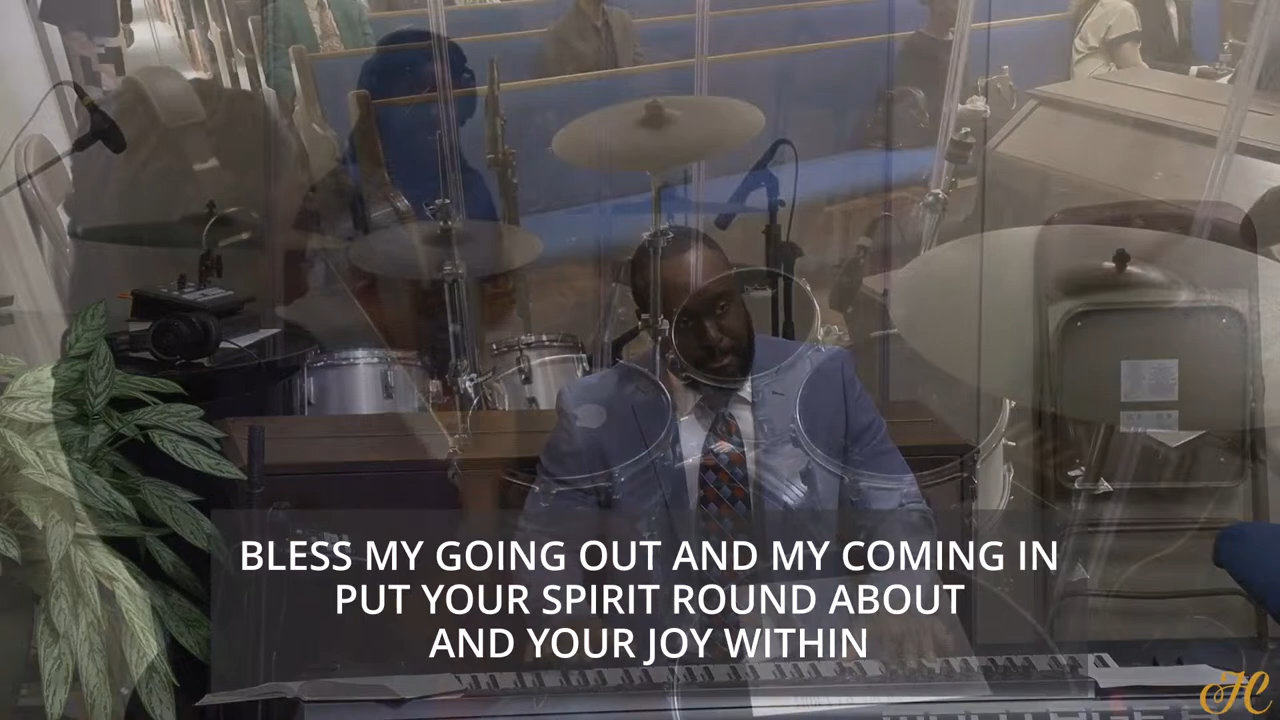 BLESS MY GOING OUT AND MY COMING IN
PUT YOUR SPIRIT ROUND ABOUT
AND YOUR JOY WITHIN